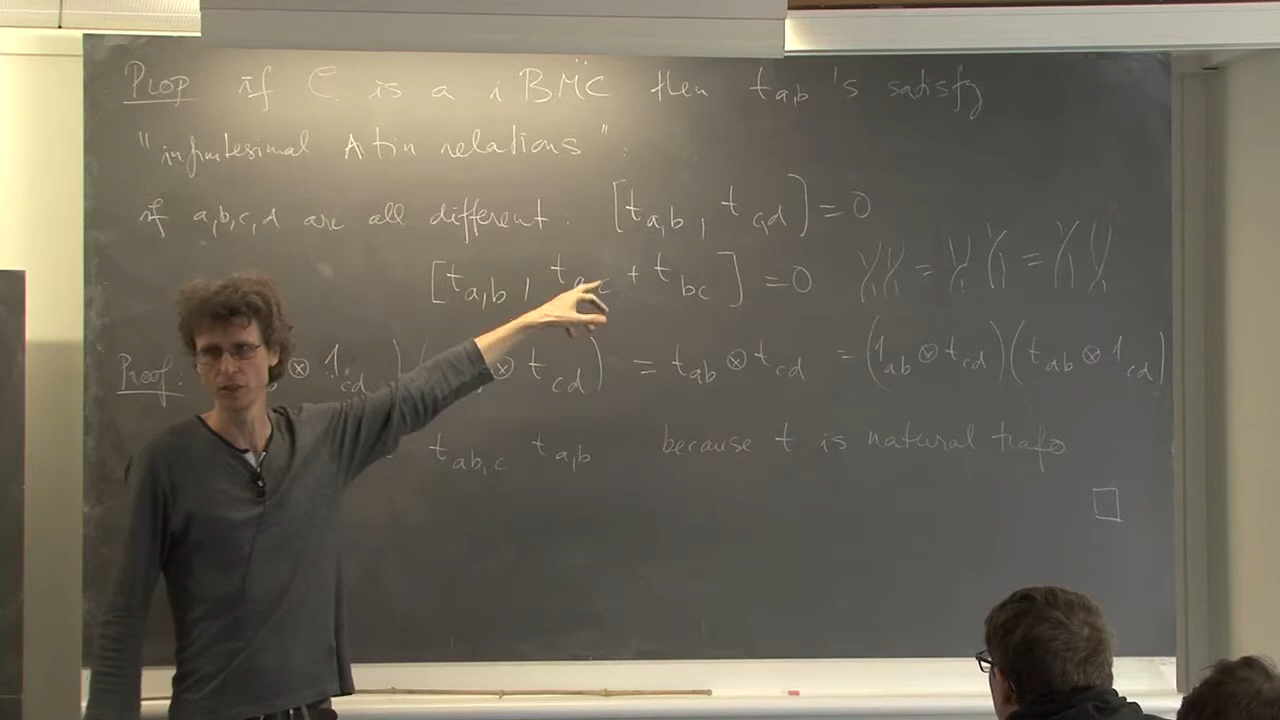 Prop if C is a iBMC then t_{a,b}'s satisfy
"infinitesimal Artin relations":
if a,b,c,d are all different: [t_{a,b}, t_{c,d}] = 0
[t_{a,b}, t_{ac} + t_{bc}] = 0
Proof: ⊗ 1_{cd})( ⊗ t_{cd}) = t_{ab} ⊗ t_{cd} = (1_{ab} ⊗ t_{cd})(t_{ab} ⊗ 1_{cd})
t_{ab,c} t_{a,b} because t is natural trafo